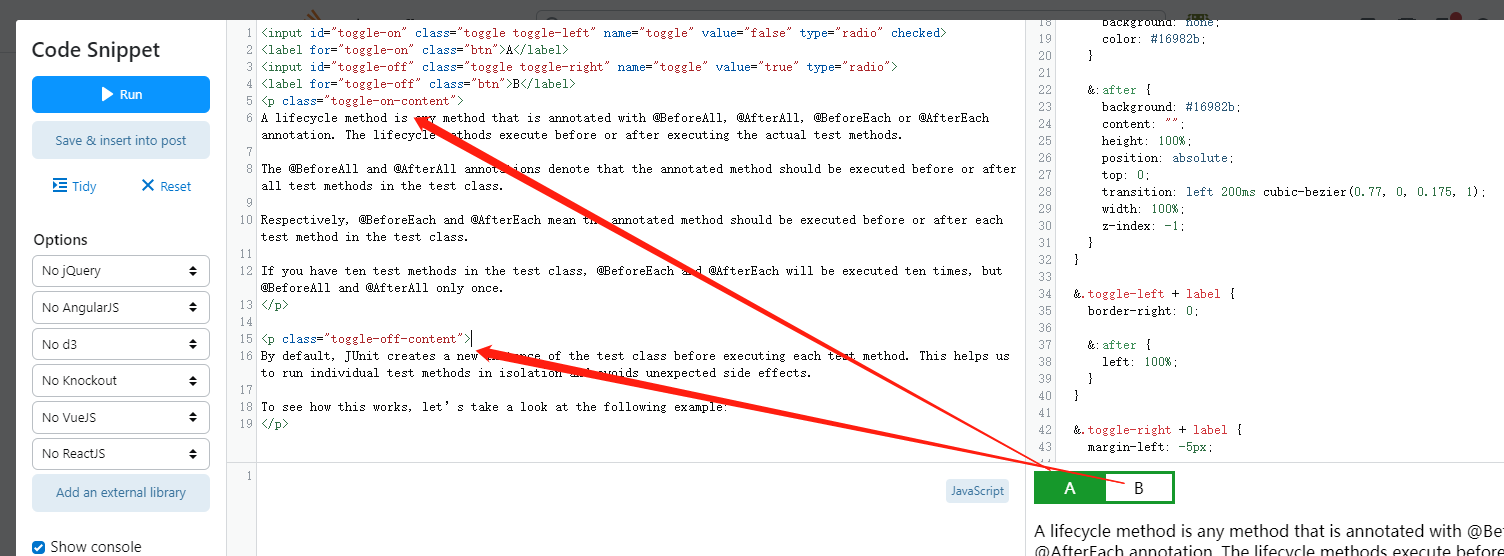 Code Snippet
Run
Save & insert into post
Tidy
Reset
Options
No jQuery
No AngularJS
No d3
No Knockout
No VueJS
No ReactJS
Add an external library
Show console
1 <input id="toggle-on" class="toggle toggle-left" name="toggle" value="false" type="radio" checked>
2 <label for="toggle-on" class="btn">A</label>
3 <input id="toggle-off" class="toggle toggle-right" name="toggle" value="true" type="radio">
4 <label for="toggle-off" class="btn">B</label>
5 <p class="toggle-on-content">
6 A lifecycle method is any method that is annotated with @BeforeAll, @AfterAll, @BeforeEach or @AfterEach
annotation. The lifecycle methods execute before or after executing the actual test methods.
7
8 The @BeforeAll and @AfterAll annotations denote that the annotated method should be executed before or after
all test methods in the test class.
9
10 Respectively, @BeforeEach and @AfterEach mean the annotated method should be executed before or after each
test method in the test class.
11
12 If you have ten test methods in the test class, @BeforeEach and @AfterEach will be executed ten times, but
@BeforeAll and @AfterAll only once.
13 </p>
14
15 <p class="toggle-off-content">
16 By default, JUnit creates a new instance of the test class before executing each test method. This helps us
to run individual test methods in isolation and avoids unexpected side effects.
17
18 To see how this works, let's take a look at the following example:
19 </p>
18 background: none;
19 color: #16982b;
20 }
21
22 &:after {
23 background: #16982b;
24 content: "";
25 height: 100%;
26 position: absolute;
27 top: 0;
28 transition: left 200ms cubic-bezier(0.77, 0, 0.175, 1);
29 width: 100%;
30 z-index: -1;
31 }
32 }
33
34 &.toggle-left + label {
35 border-right: 0;
36
37 &:after {
38 left: 100%;
39 }
40 }
41
42 &.toggle-right + label {
43 margin-left: -5px;
1
JavaScript
A B
A lifecycle method is any method that is annotated with @Be
@AfterEach annotation. The lifecycle methods execute before